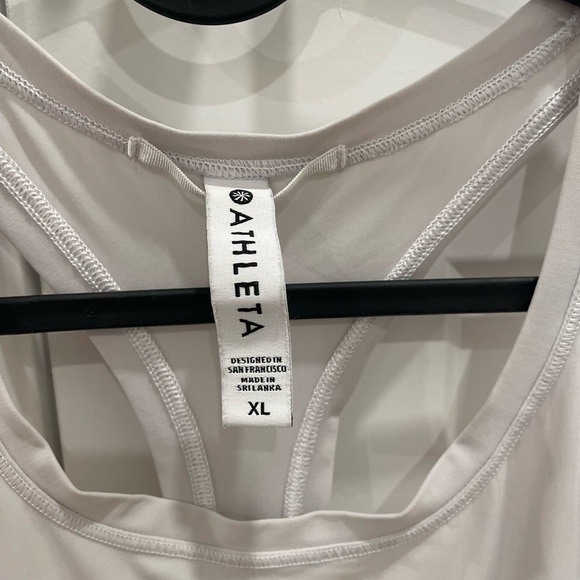 ATHLETA
DESIGNED IN
SAN FRANCISCO
MADE IN
SRI LANKA
XL